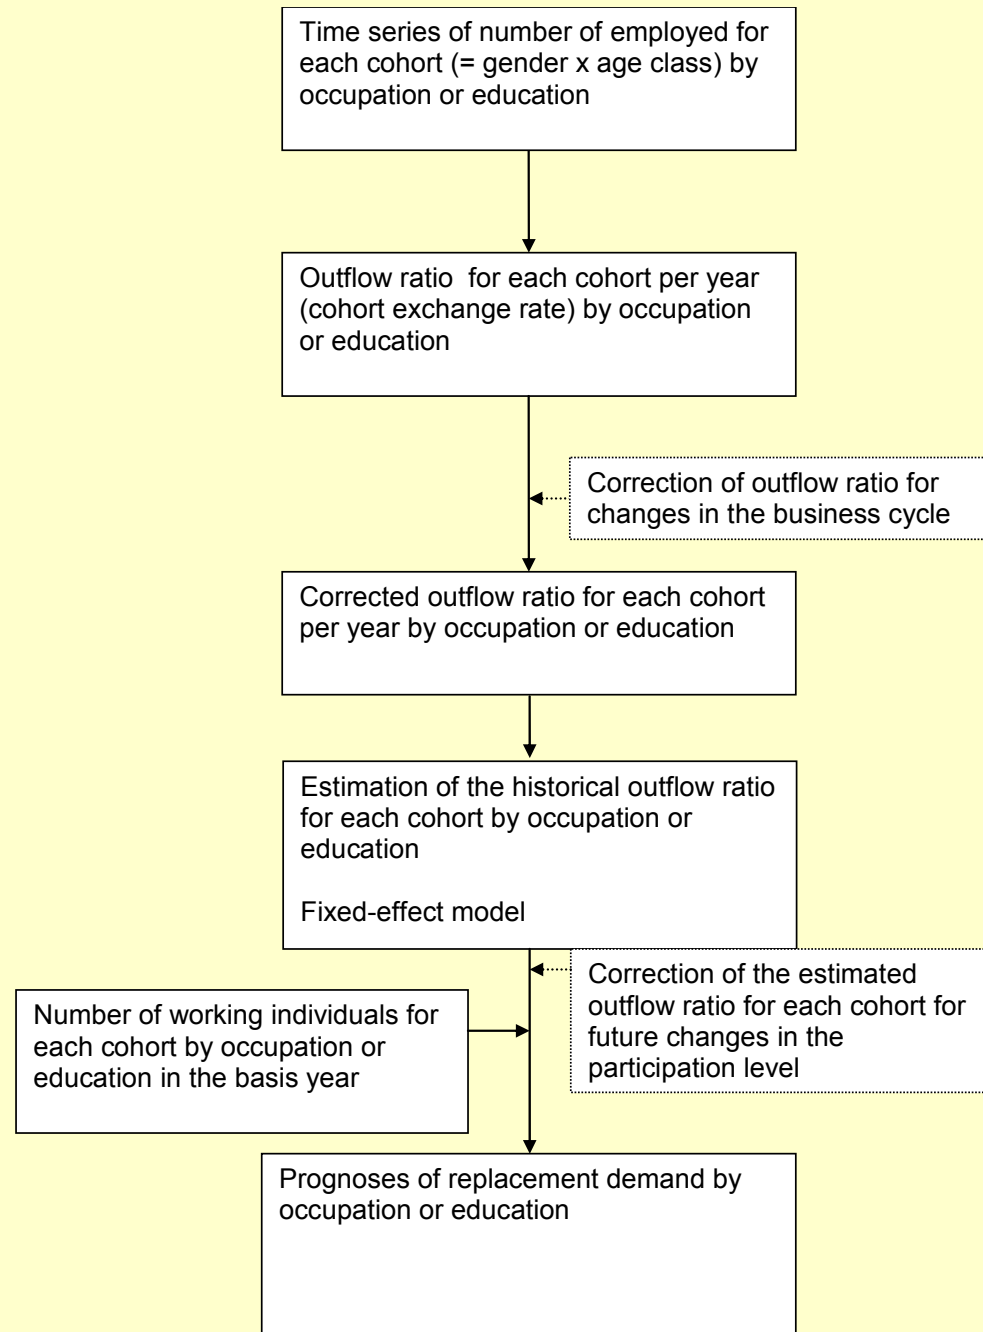 Time series of number of employed for
each cohort (= gender x age class) by
occupation or education
Outflow ratio  for each cohort per year
(cohort exchange rate) by occupation
or education
Correction of outflow ratio for
changes in the business cycle
Corrected outflow ratio for each cohort
per year by occupation or education
Estimation of the historical outflow ratio
for each cohort by occupation or
education
Fixed-effect model
Correction of the estimated
outflow ratio for each cohort for
future changes in the
participation level
Number of working individuals for
each cohort by occupation or
education in the basis year
Prognoses of replacement demand by
occupation or education